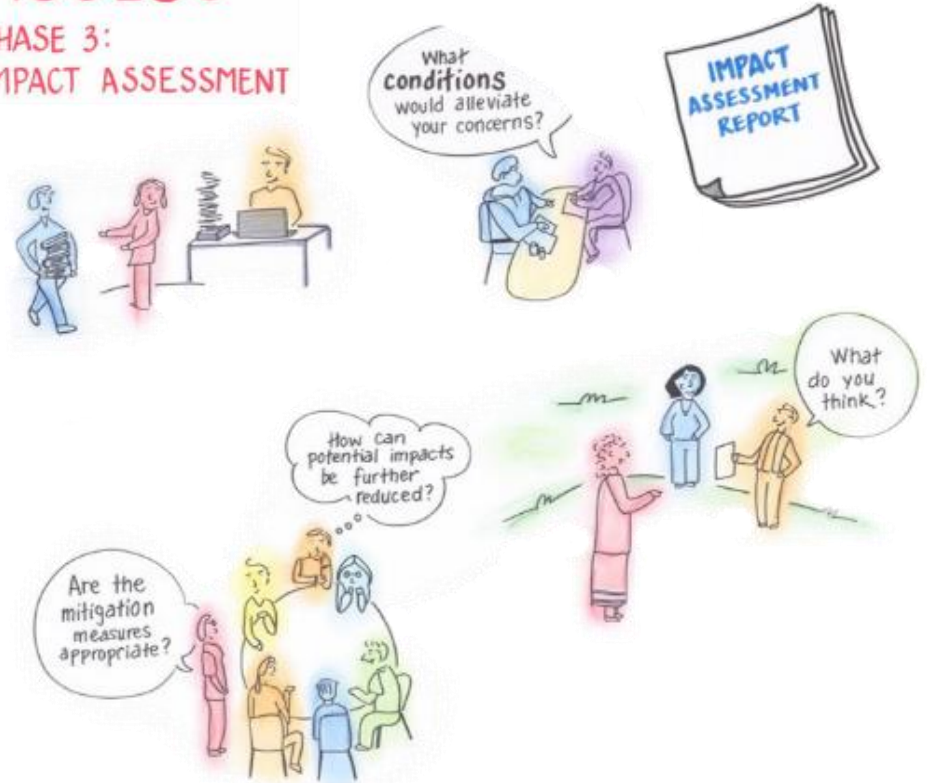 HASE 3:
MPACT ASSESSMENT
What
conditions
would alleviate
your concerns?
IMPACT
ASSESSMENT
REPORT
What
do you
think?
How can
potential impacts
be further
reduced?
Are the
mitigation
measures
appropriate?